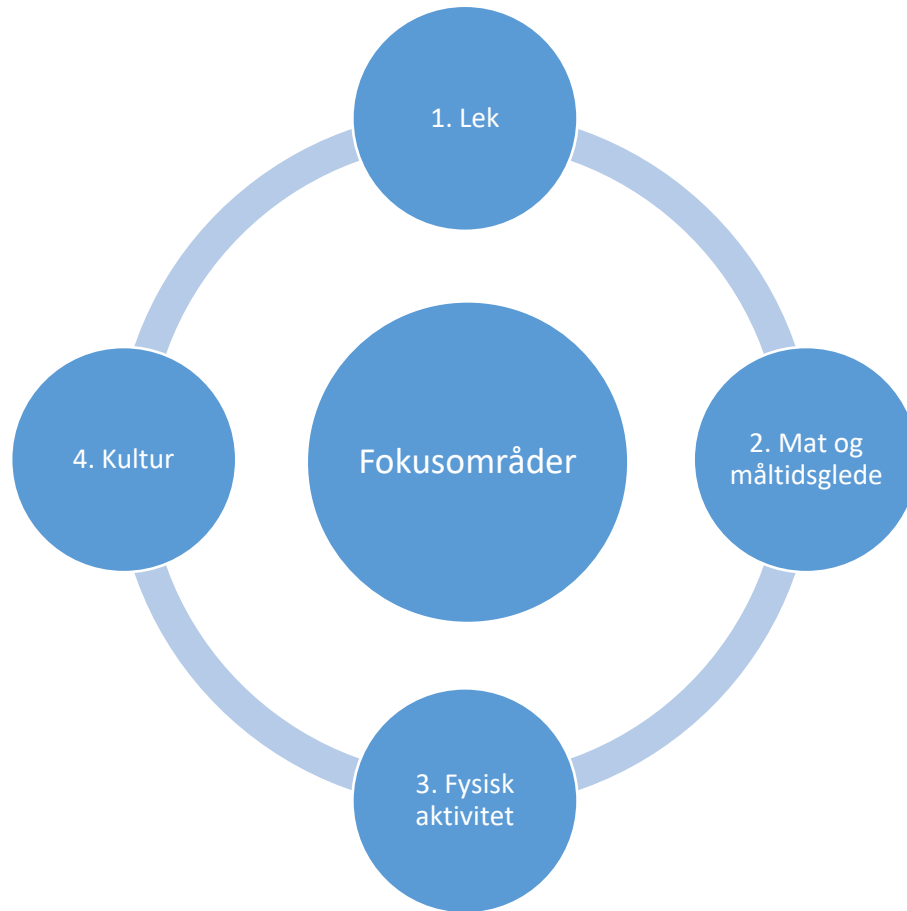 1. Lek
4. Kultur
Fokusområder
2. Mat og
måltidsglede
3. Fysisk
aktivitet